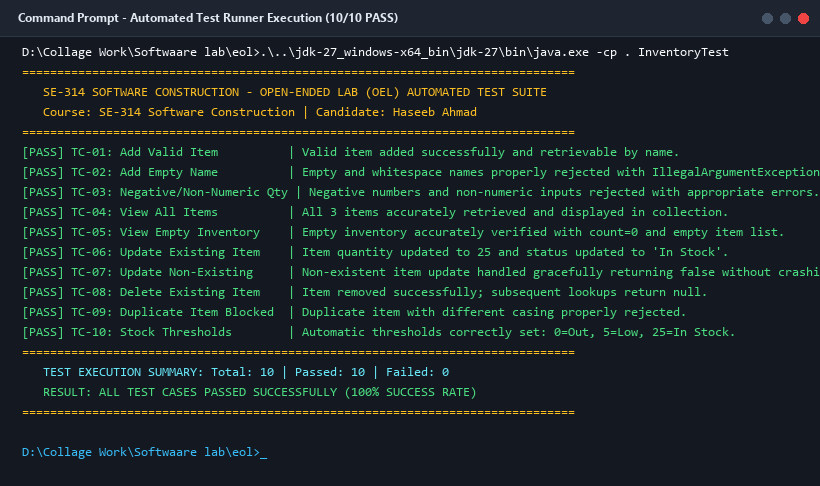 Command Prompt - Automated Test Runner Execution (10/10 PASS)
D:\Collage Work\Softwaare lab\eol>.\..\jdk-27_windows-x64_bin\jdk-27\bin\java.exe -cp . InventoryTest
===============================================================================
SE-314 SOFTWARE CONSTRUCTION - OPEN-ENDED LAB (OEL) AUTOMATED TEST SUITE
Course: SE-314 Software Construction | Candidate: Haseeb Ahmad
===============================================================================
[PASS] TC-01: Add Valid Item | Valid item added successfully and retrievable by name.
[PASS] TC-02: Add Empty Name | Empty and whitespace names properly rejected with IllegalArgumentException
[PASS] TC-03: Negative/Non-Numeric Qty | Negative numbers and non-numeric inputs rejected with appropriate errors.
[PASS] TC-04: View All Items | All 3 items accurately retrieved and displayed in collection.
[PASS] TC-05: View Empty Inventory | Empty inventory accurately verified with count=0 and empty item list.
[PASS] TC-06: Update Existing Item | Item quantity updated to 25 and status updated to 'In Stock'.
[PASS] TC-07: Update Non-Existing | Non-existent item update handled gracefully returning false without crashi
[PASS] TC-08: Delete Existing Item | Item removed successfully; subsequent lookups return null.
[PASS] TC-09: Duplicate Item Blocked | Duplicate item with different casing properly rejected.
[PASS] TC-10: Stock Thresholds | Automatic thresholds correctly set: 0=Out, 5=Low, 25=In Stock.
===============================================================================
TEST EXECUTION SUMMARY: Total: 10 | Passed: 10 | Failed: 0
RESULT: ALL TEST CASES PASSED SUCCESSFULLY (100% SUCCESS RATE)
===============================================================================
D:\Collage Work\Softwaare lab\eol>_